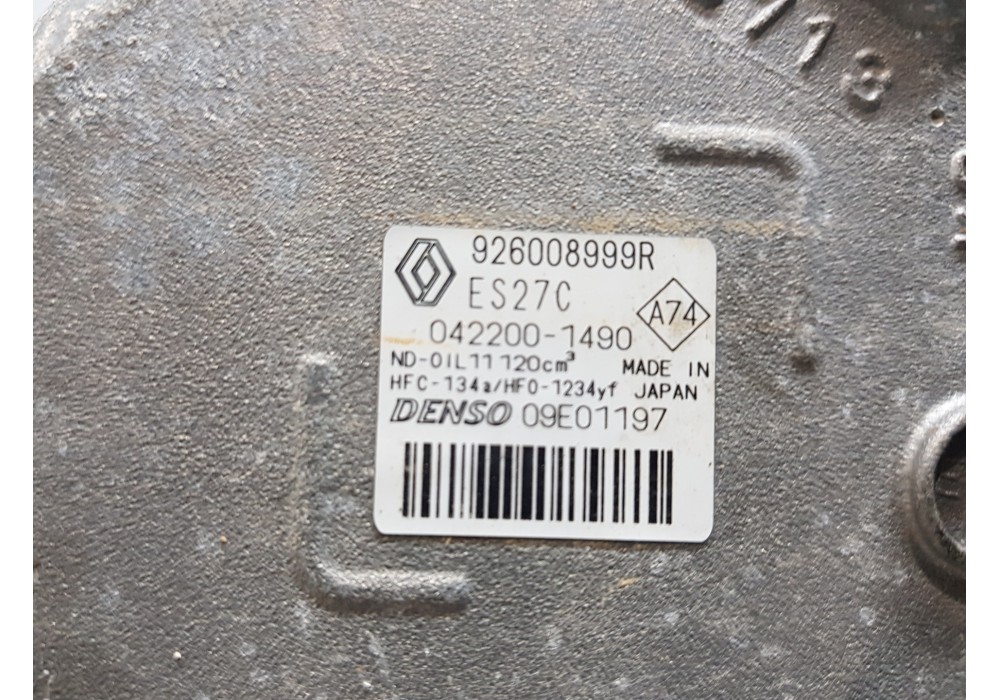 926008999R
ES27C
A74
042200-1490
ND-OIL11 120cm³ MADE IN
HFC-134a/HFO-1234yf JAPAN
DENSO 09E01197